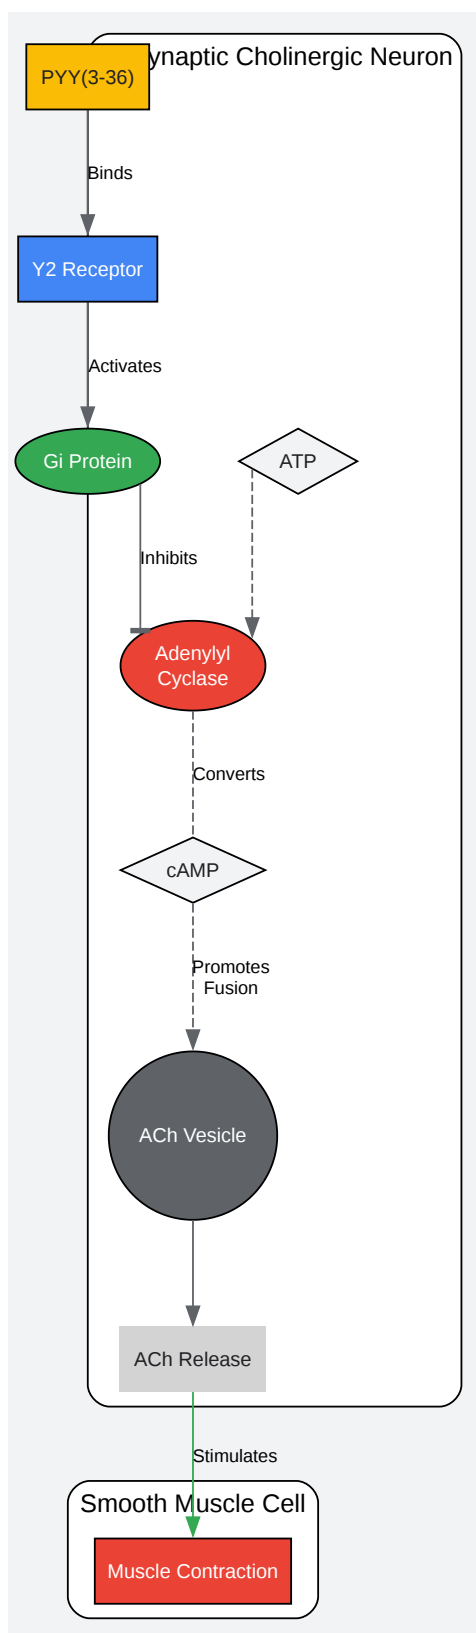 ynaptic Cholinergic Neuron
PYY(3-36)
Binds
Y2 Receptor
Activates
Gi Protein
ATP
Inhibits
Adenylyl
Cyclase
Converts
cAMP
Promotes
Fusion
ACh Vesicle
ACh Release
Stimulates
Smooth Muscle Cell
Muscle Contraction